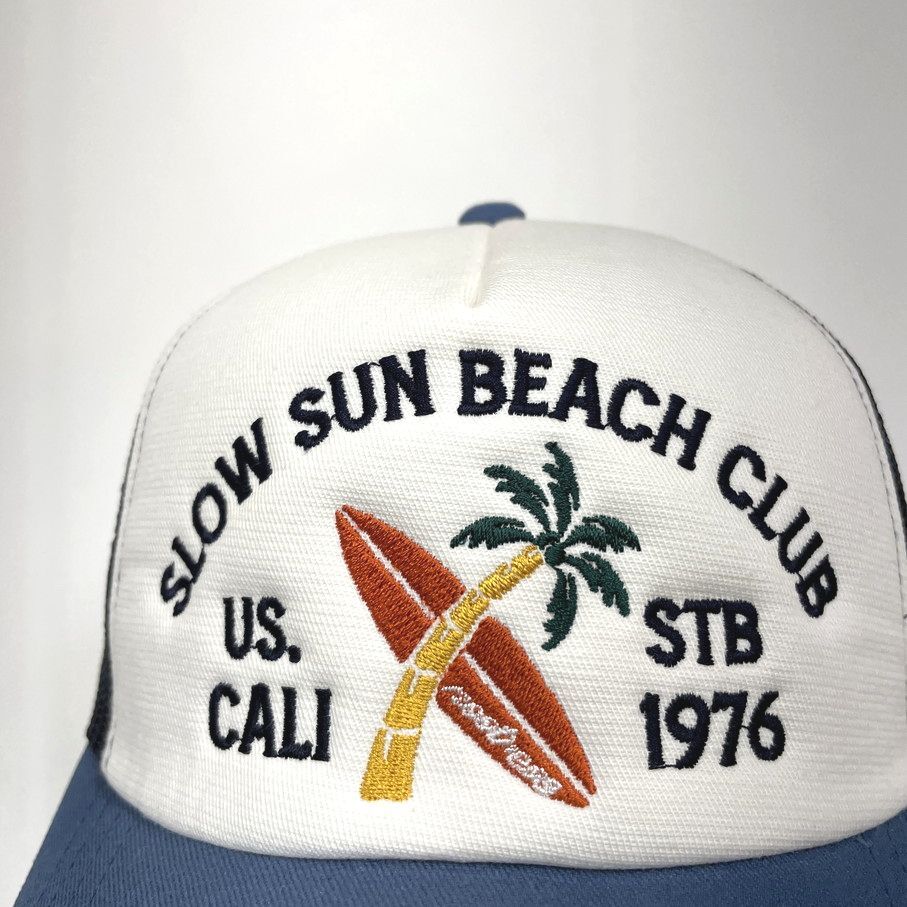 SLOW SUN BEACH CLUB
US.
CALI
STB
1976